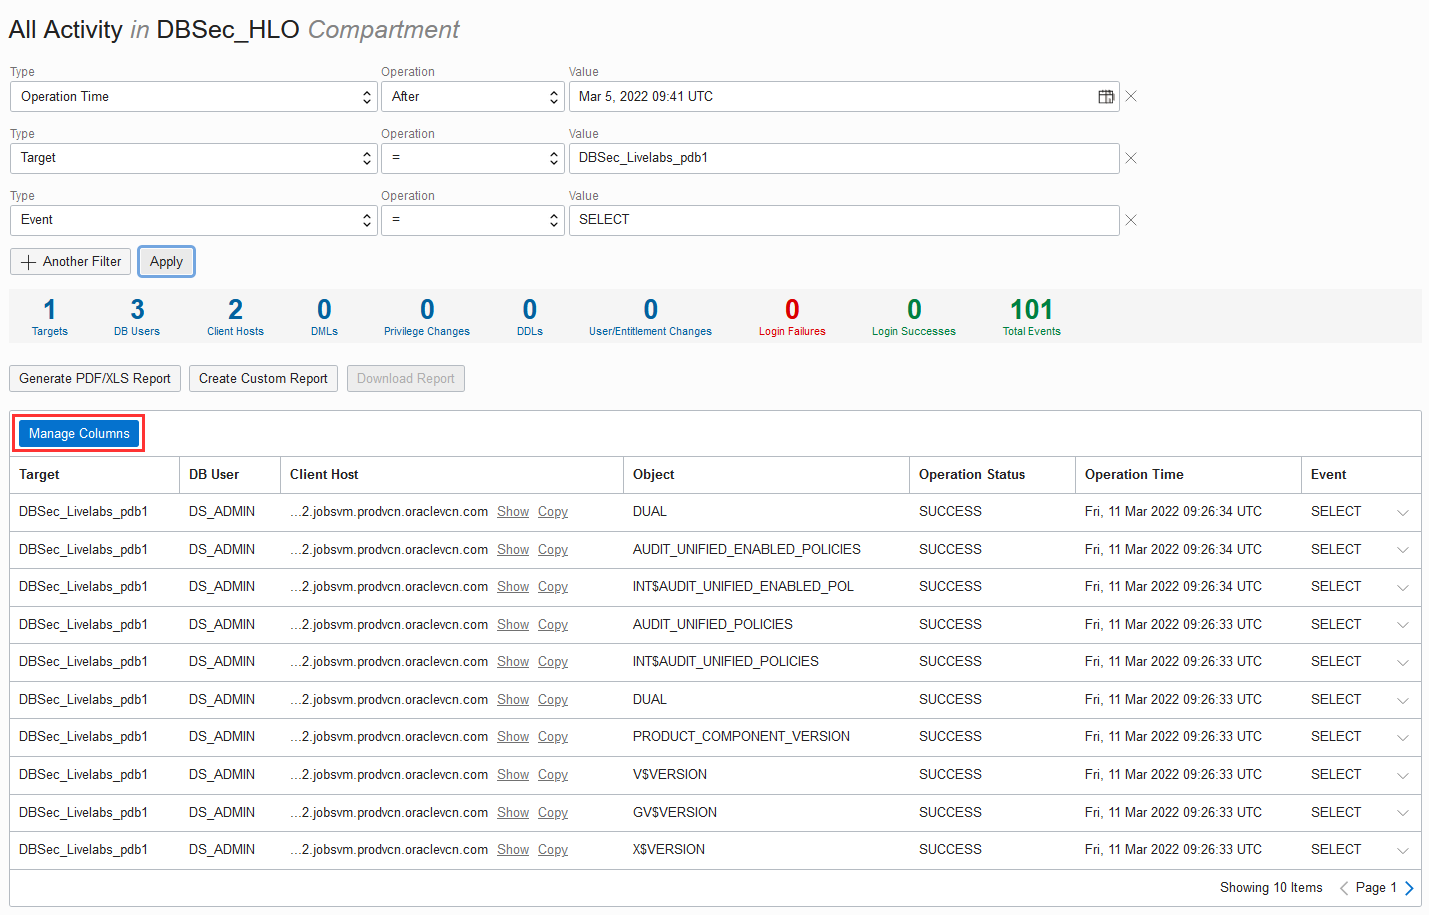 All Activity in DBSec_HLO Compartment
Type Operation Value
Operation Time After Mar 5, 2022 09:41 UTC
Type Operation Value
Target = DBSec_Livelabs_pdb1
Type Operation Value
Event = SELECT
Another Filter Apply
1 3 2 0 0 0 0 0 0 101
Targets DB Users Client Hosts DMLs Privilege Changes DDLs User/Entitlement Changes Login Failures Login Successes Total Events
Generate PDF/XLS Report Create Custom Report Download Report
Manage Columns
Target DB User Client Host Object Operation Status Operation Time Event
DBSec_Livelabs_pdb1 DS_ADMIN ...2.jobsvm.prodvcn.oraclevcn.com Show Copy DUAL SUCCESS Fri, 11 Mar 2022 09:26:34 UTC SELECT
DBSec_Livelabs_pdb1 DS_ADMIN ...2.jobsvm.prodvcn.oraclevcn.com Show Copy AUDIT_UNIFIED_ENABLED_POLICIES SUCCESS Fri, 11 Mar 2022 09:26:34 UTC SELECT
DBSec_Livelabs_pdb1 DS_ADMIN ...2.jobsvm.prodvcn.oraclevcn.com Show Copy INT$AUDIT_UNIFIED_ENABLED_POL SUCCESS Fri, 11 Mar 2022 09:26:34 UTC SELECT
DBSec_Livelabs_pdb1 DS_ADMIN ...2.jobsvm.prodvcn.oraclevcn.com Show Copy AUDIT_UNIFIED_POLICIES SUCCESS Fri, 11 Mar 2022 09:26:33 UTC SELECT
DBSec_Livelabs_pdb1 DS_ADMIN ...2.jobsvm.prodvcn.oraclevcn.com Show Copy INT$AUDIT_UNIFIED_POLICIES SUCCESS Fri, 11 Mar 2022 09:26:33 UTC SELECT
DBSec_Livelabs_pdb1 DS_ADMIN ...2.jobsvm.prodvcn.oraclevcn.com Show Copy DUAL SUCCESS Fri, 11 Mar 2022 09:26:33 UTC SELECT
DBSec_Livelabs_pdb1 DS_ADMIN ...2.jobsvm.prodvcn.oraclevcn.com Show Copy PRODUCT_COMPONENT_VERSION SUCCESS Fri, 11 Mar 2022 09:26:33 UTC SELECT
DBSec_Livelabs_pdb1 DS_ADMIN ...2.jobsvm.prodvcn.oraclevcn.com Show Copy V$VERSION SUCCESS Fri, 11 Mar 2022 09:26:33 UTC SELECT
DBSec_Livelabs_pdb1 DS_ADMIN ...2.jobsvm.prodvcn.oraclevcn.com Show Copy GV$VERSION SUCCESS Fri, 11 Mar 2022 09:26:33 UTC SELECT
DBSec_Livelabs_pdb1 DS_ADMIN ...2.jobsvm.prodvcn.oraclevcn.com Show Copy X$VERSION SUCCESS Fri, 11 Mar 2022 09:26:33 UTC SELECT
Showing 10 Items Page 1